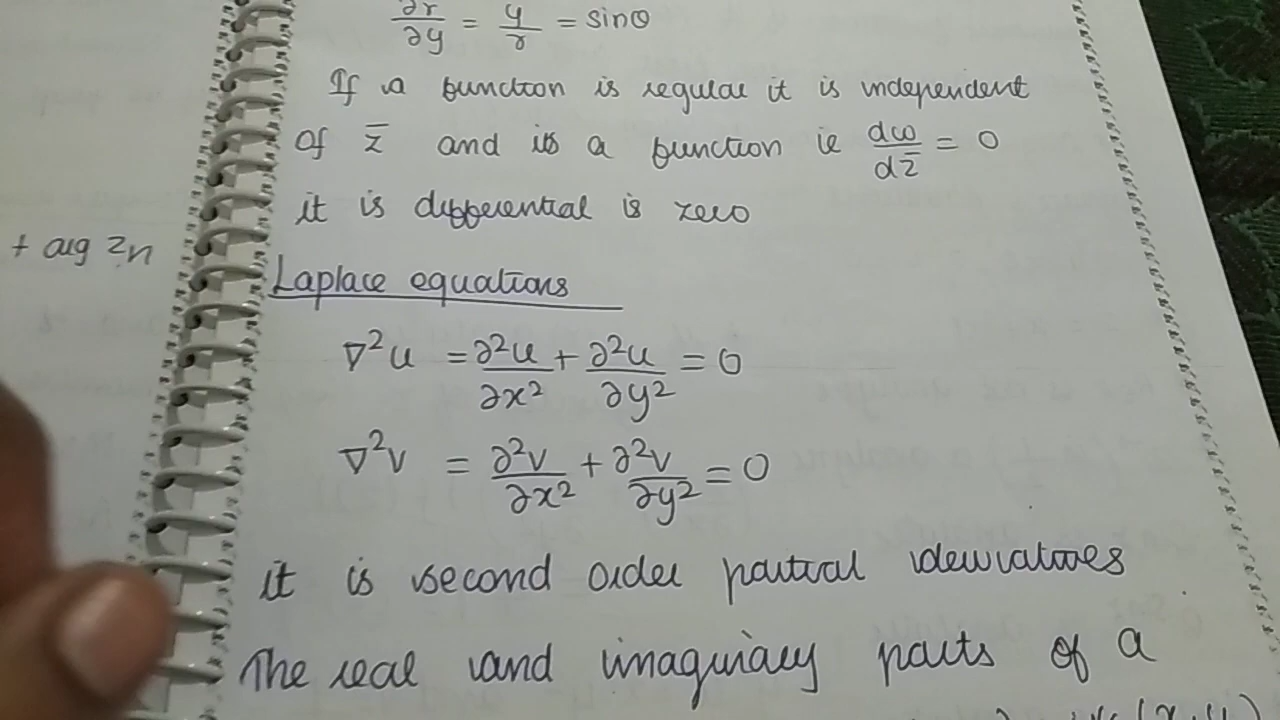 ∂r/∂y = y/r = sinθ
If a function is regular it is independent
of z̄ and is a function ie dω/dz̄ = 0
it is differential is zero
+ arg zn
Laplace equations
∇²u = ∂²u/∂x² + ∂²u/∂y² = 0
∇²v = ∂²v/∂x² + ∂²v/∂y² = 0
it is second order partial derivatives
The real and imaginary parts of a
(x,y)